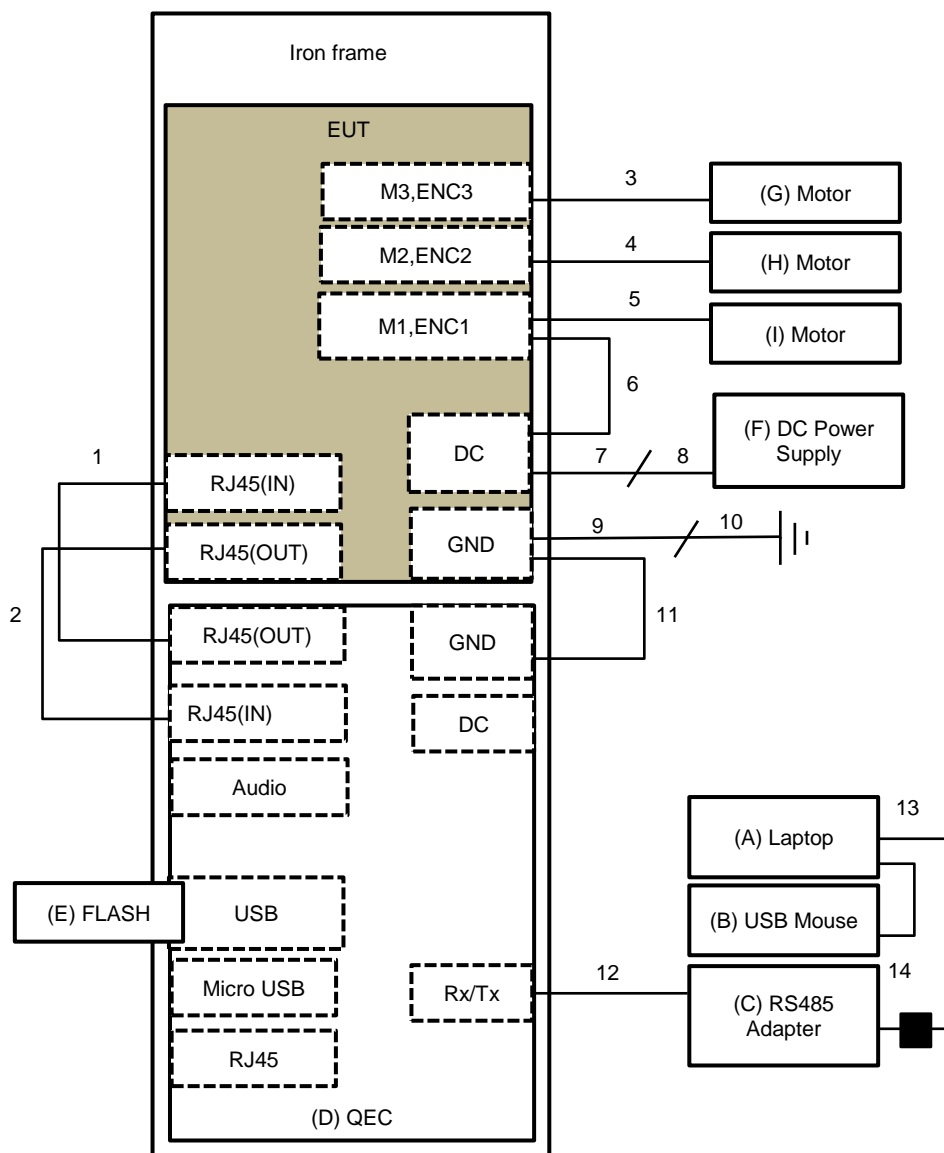 Iron frame
EUT
M3,ENC3
3
(G) Motor
M2,ENC2
4
(H) Motor
M1,ENC1
5
(I) Motor
6
DC
7
8
(F) DC Power
Supply
1
RJ45(IN)
RJ45(OUT)
GND
9
10
2
11
RJ45(OUT)
GND
RJ45(IN)
DC
Audio
13
(A) Laptop
(E) FLASH
USB
(B) USB Mouse
Micro USB
Rx/Tx
12
14
(C) RS485
Adapter
RJ45
(D) QEC